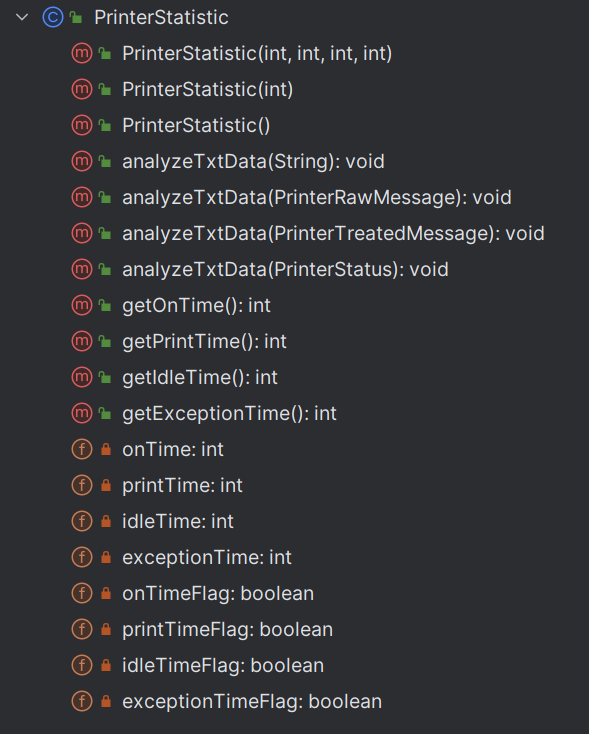 PrinterStatistic
PrinterStatistic(int, int, int, int)
PrinterStatistic(int)
PrinterStatistic()
analyzeTxtData(String): void
analyzeTxtData(PrinterRawMessage): void
analyzeTxtData(PrinterTreatedMessage): void
analyzeTxtData(PrinterStatus): void
getOnTime(): int
getPrintTime(): int
getIdleTime(): int
getExceptionTime(): int
onTime: int
printTime: int
idleTime: int
exceptionTime: int
onTimeFlag: boolean
printTimeFlag: boolean
idleTimeFlag: boolean
exceptionTimeFlag: boolean